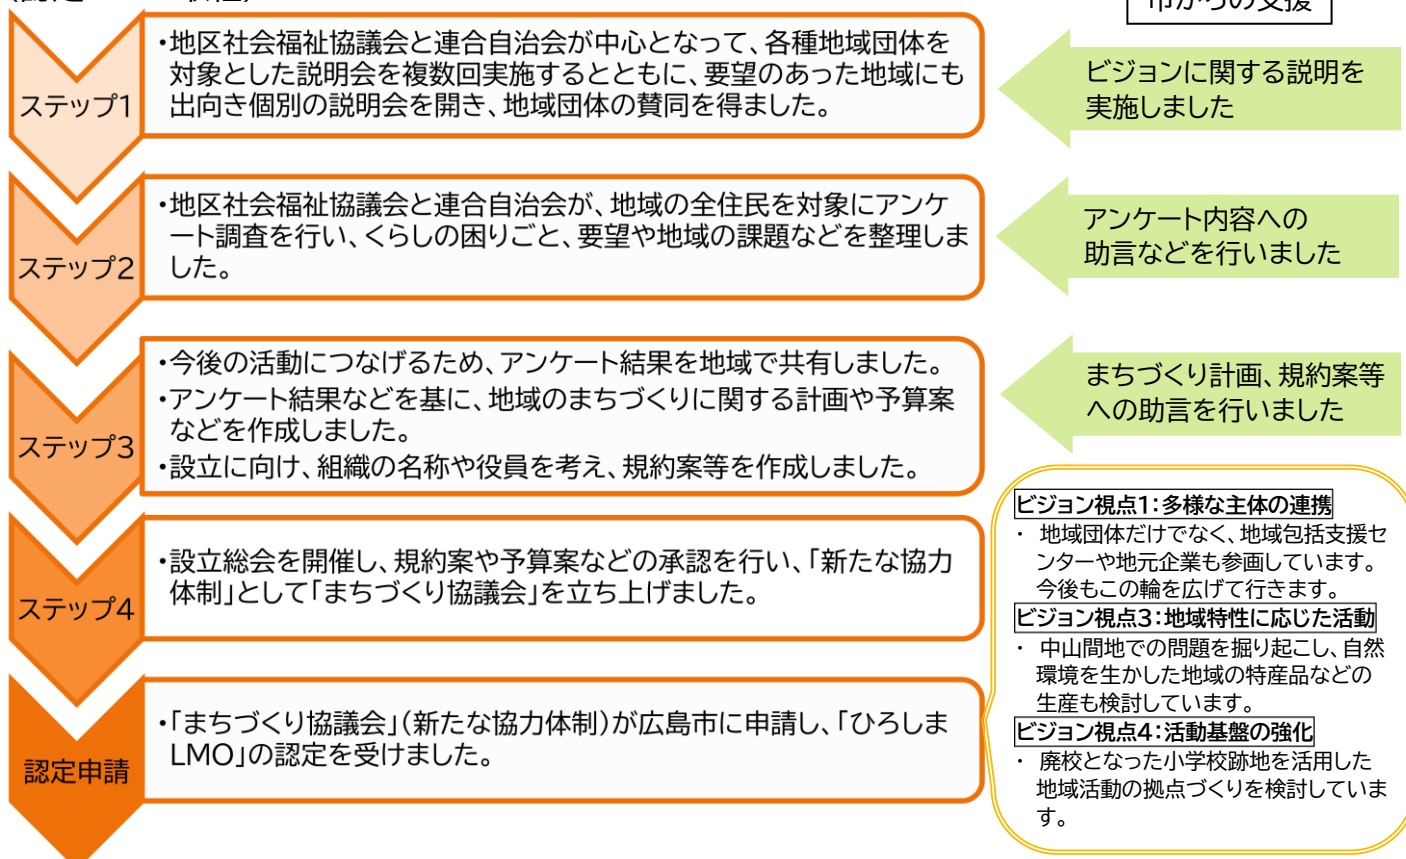 市からの支援
ステップ1
・地区社会福祉協議会と連合自治会が中心となって、各種地域団体を
対象とした説明会を複数回実施するとともに、要望のあった地域にも
出向き個別の説明会を開き、地域団体の賛同を得ました。
ビジョンに関する説明を
実施しました
ステップ2
・地区社会福祉協議会と連合自治会が、地域の全住民を対象にアンケ
ート調査を行い、くらしの困りごと、要望や地域の課題などを整理しま
した。
アンケート内容への
助言などを行いました
ステップ3
・今後の活動につなげるため、アンケート結果を地域で共有しました。
・アンケート結果などを基に、地域のまちづくりに関する計画や予算案
などを作成しました。
・設立に向け、組織の名称や役員を考え、規約案等を作成しました。
まちづくり計画、規約案等
への助言を行いました
ステップ4
・設立総会を開催し、規約案や予算案などの承認を行い、「新たな協力
体制」として「まちづくり協議会」を立ち上げました。
認定申請
・「まちづくり協議会」(新たな協力体制)が広島市に申請し、「ひろしま
LMO」の認定を受けました。
ビジョン視点1:多様な主体の連携
・ 地域団体だけでなく、地域包括支援セ
ンターや地元企業も参画しています。
今後もこの輪を広げて行きます。
ビジョン視点3:地域特性に応じた活動
・ 中山間地での問題を掘り起こし、自然
環境を生かした地域の特産品などの
生産も検討しています。
ビジョン視点4:活動基盤の強化
・ 廃校となった小学校跡地を活用した
地域活動の拠点づくりを検討していま
す。